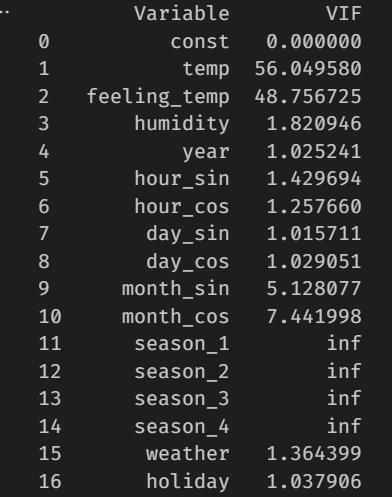 ..
Variable VIF
0 const 0.000000
1 temp 56.049580
2 feeling_temp 48.756725
3 humidity 1.820946
4 year 1.025241
5 hour_sin 1.429694
6 hour_cos 1.257660
7 day_sin 1.015711
8 day_cos 1.029051
9 month_sin 5.128077
10 month_cos 7.441998
11 season_1 inf
12 season_2 inf
13 season_3 inf
14 season_4 inf
15 weather 1.364399
16 holiday 1.037906